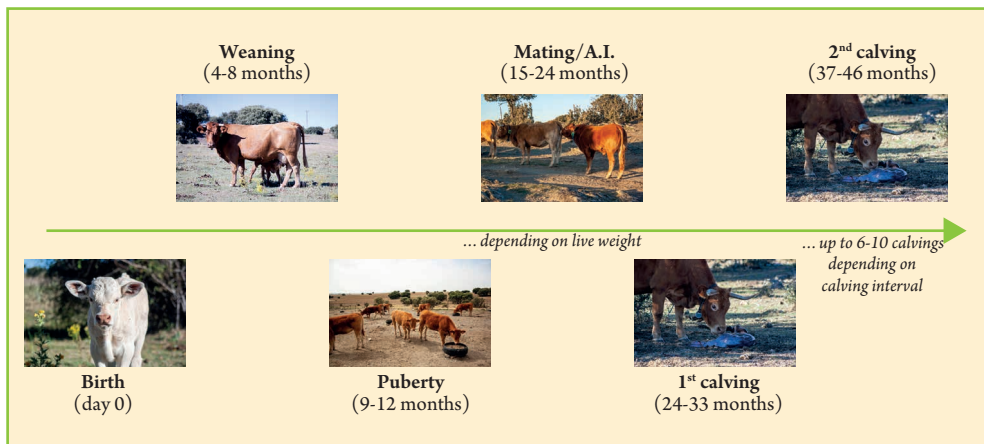 Weaning
(4-8 months)
Mating/A.I.
(15-24 months)
2nd calving
(37-46 months)
... depending on live weight
... up to 6-10 calvings
depending on
calving interval
Birth
(day 0)
Puberty
(9-12 months)
1st calving
(24-33 months)